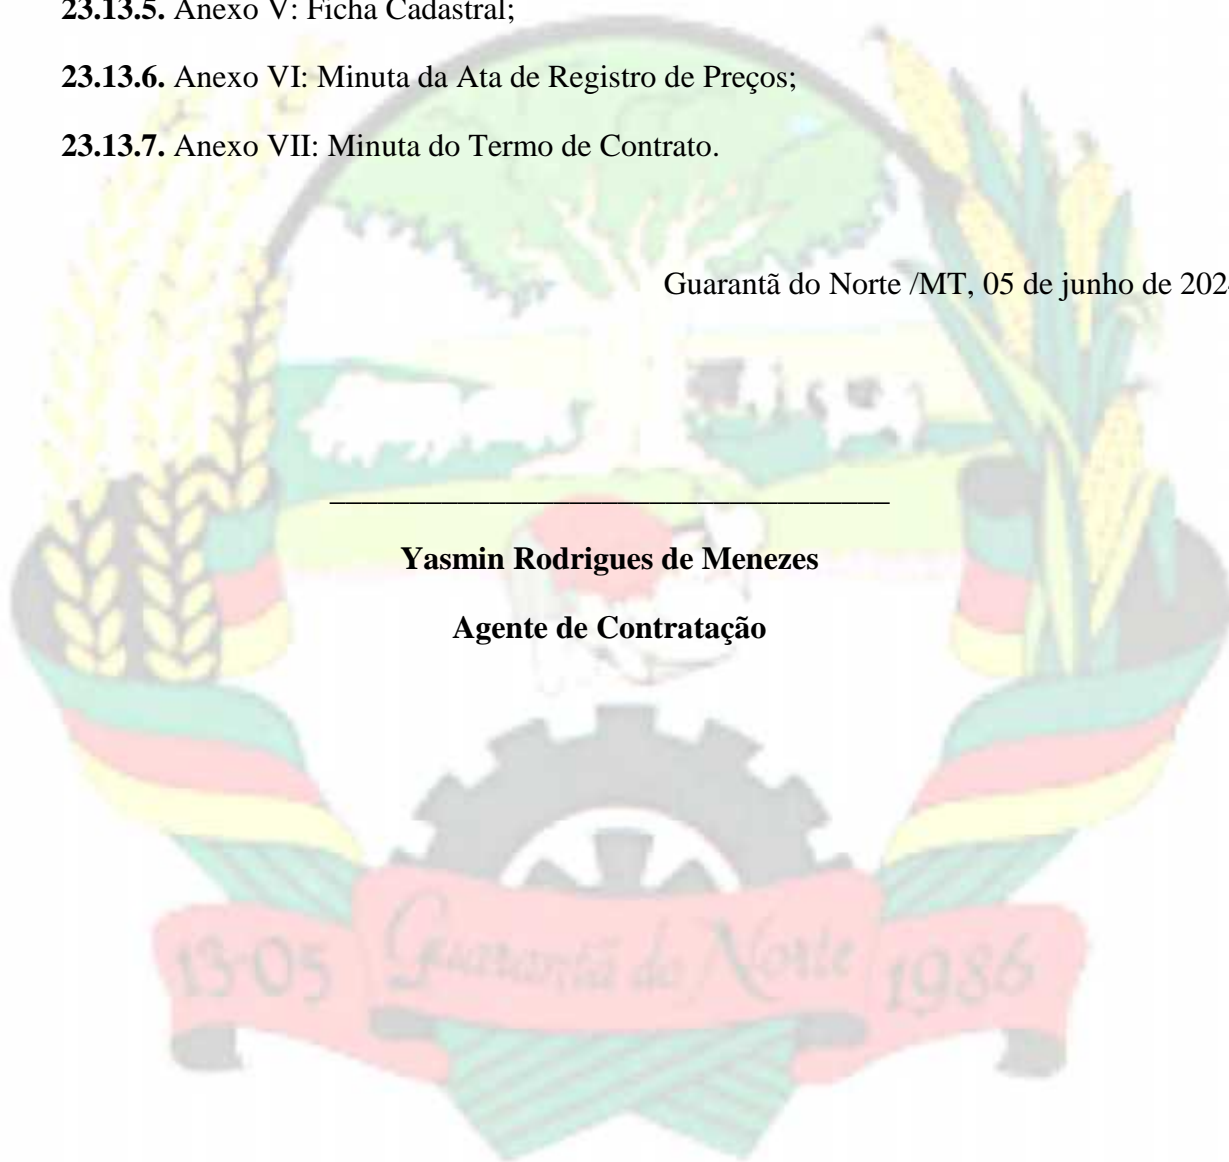 23.13.5. Anexo V: Ficha Cadastral;
23.13.6. Anexo VI: Minuta da Ata de Registro de Preços;
23.13.7. Anexo VII: Minuta do Termo de Contrato.
Guarantã do Norte /MT, 05 de junho de 202
Yasmin Rodrigues de Menezes
Agente de Contratação
13-05 Guarantã do Norte 1986